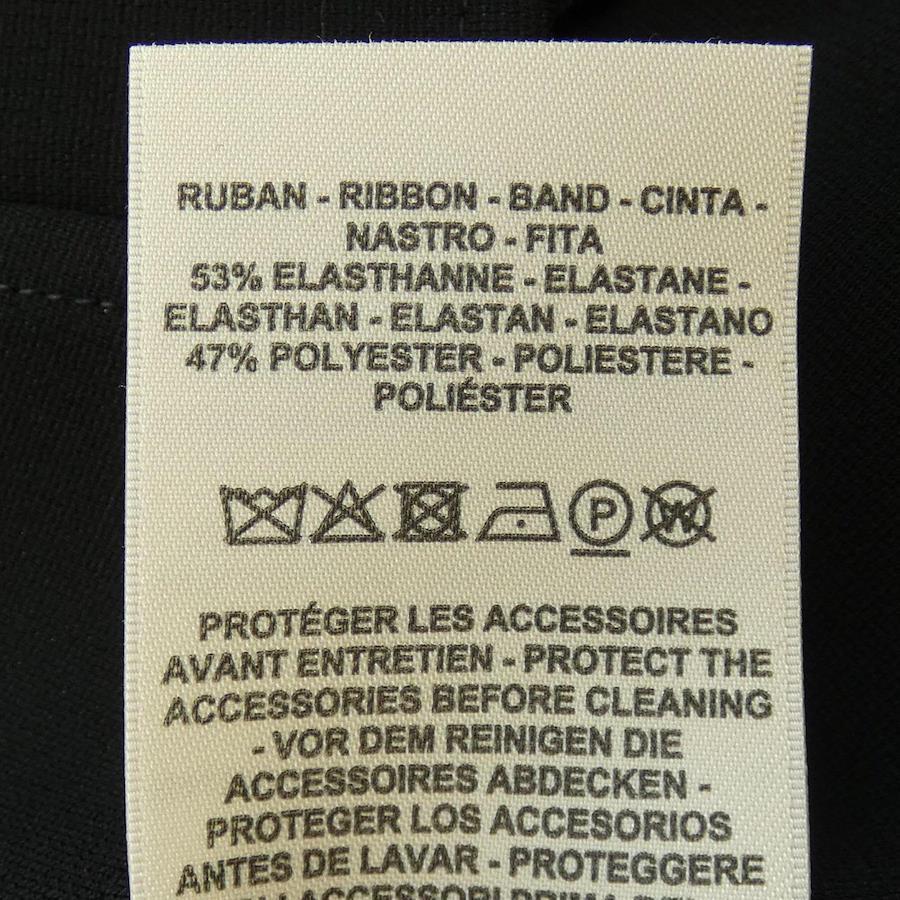 RUBAN - RIBBON - BAND - CINTA -
NASTRO - FITA
53% ELASTHANNE - ELASTANE -
ELASTHAN - ELASTAN - ELASTANO
47% POLYESTER - POLIESTERE -
POLIÉSTER
P W
PROTÉGER LES ACCESSOIRES
AVANT ENTRETIEN - PROTECT THE
ACCESSORIES BEFORE CLEANING
- VOR DEM REINIGEN DIE
ACCESSOIRES ABDECKEN -
PROTEGER LOS ACCESORIOS
ANTES DE LAVAR - PROTEGGERE
ACCESSORI PRIMA